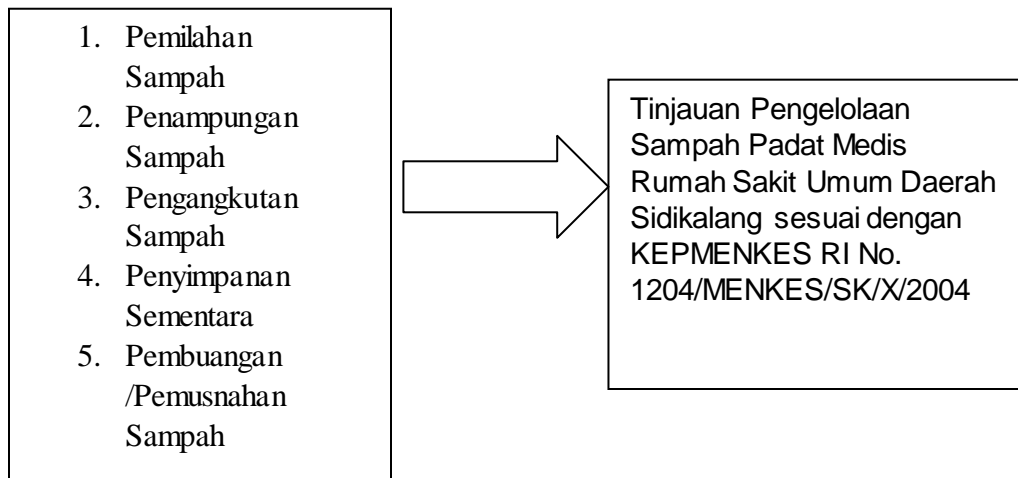 1. Pemilahan
Sampah
2. Penampungan
Sampah
3. Pengangkutan
Sampah
4. Penyimpanan
Sementara
5. Pembuangan
/Pemusnahan
Sampah
Tinjauan Pengelolaan
Sampah Padat Medis
Rumah Sakit Umum Daerah
Sidikalang sesuai dengan
KEPMENKES RI No.
1204/MENKES/SK/X/2004